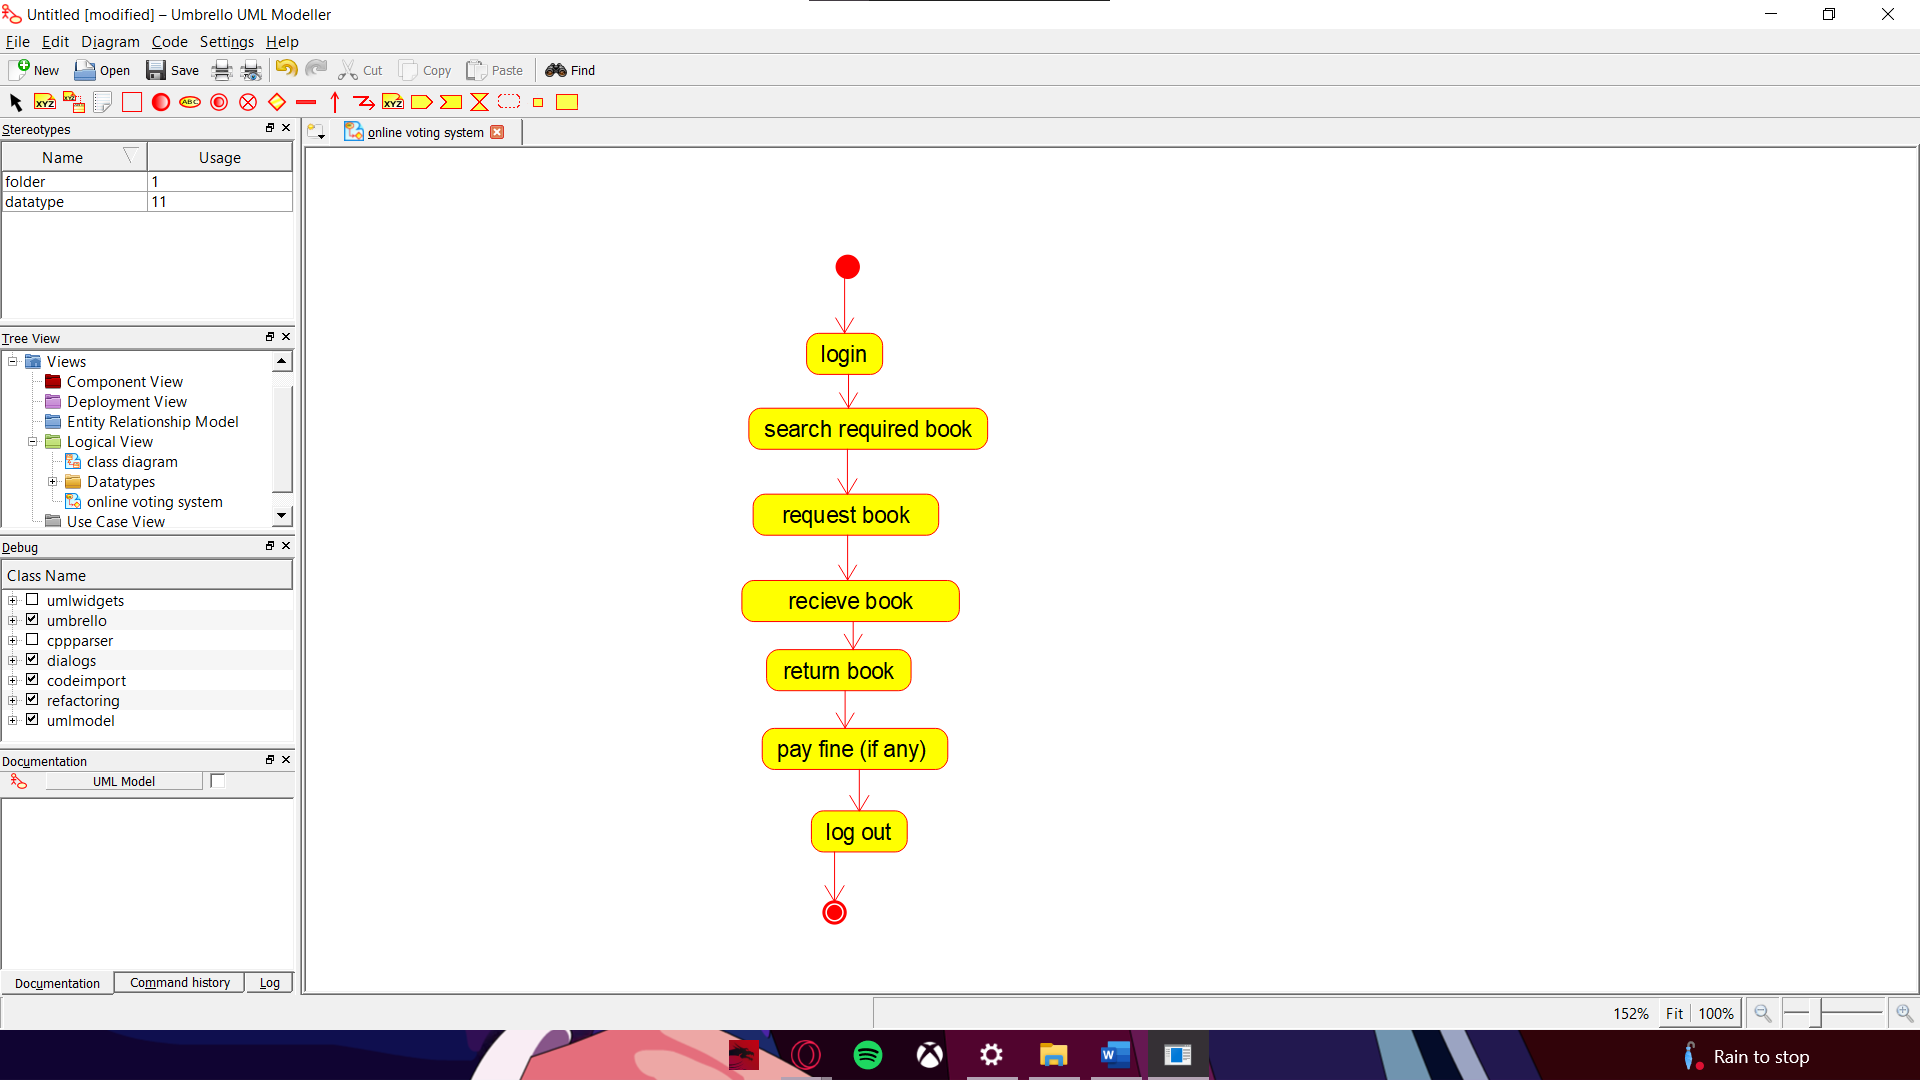 Untitled [modified] – Umbrello UML Modeller
File Edit Diagram Code Settings Help
New Open Save Cut Copy Paste Find
XYZ XYZ ABC XYZ
Stereotypes
Name Usage
folder 1
datatype 11
Tree View
Views
Component View
Deployment View
Entity Relationship Model
Logical View
class diagram
Datatypes
online voting system
Use Case View
Debug
Class Name
umlwidgets
umbrello
cppparser
dialogs
codeimport
refactoring
umlmodel
Documentation
UML Model
Documentation Command history Log
online voting system
login
search required book
request book
recieve book
return book
pay fine (if any)
log out
152% Fit 100%
W
Rain to stop